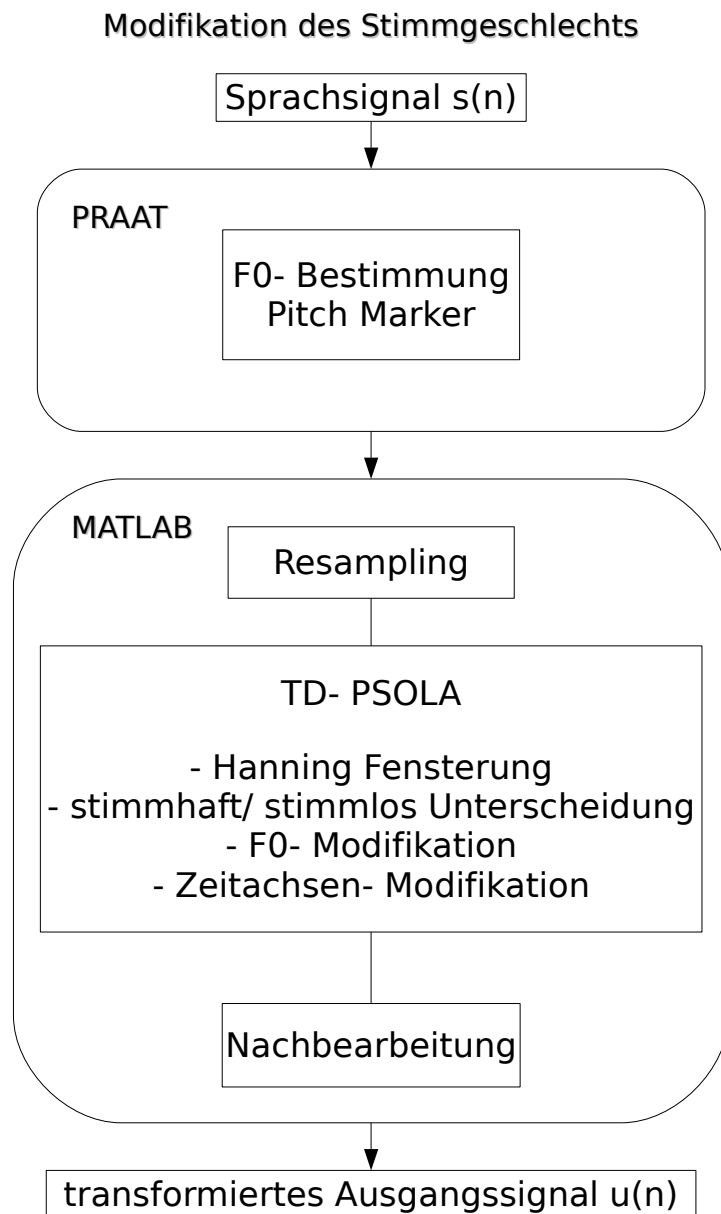 Modifikation des Stimmgeschlechts
Sprachsignal s(n)
PRAAT
F0- Bestimmung
Pitch Marker
MATLAB
Resampling
TD- PSOLA
- Hanning Fensterung
- stimmhaft/ stimmlos Unterscheidung
- F0- Modifikation
- Zeitachsen- Modifikation
Nachbearbeitung
transformiertes Ausgangssignal u(n)